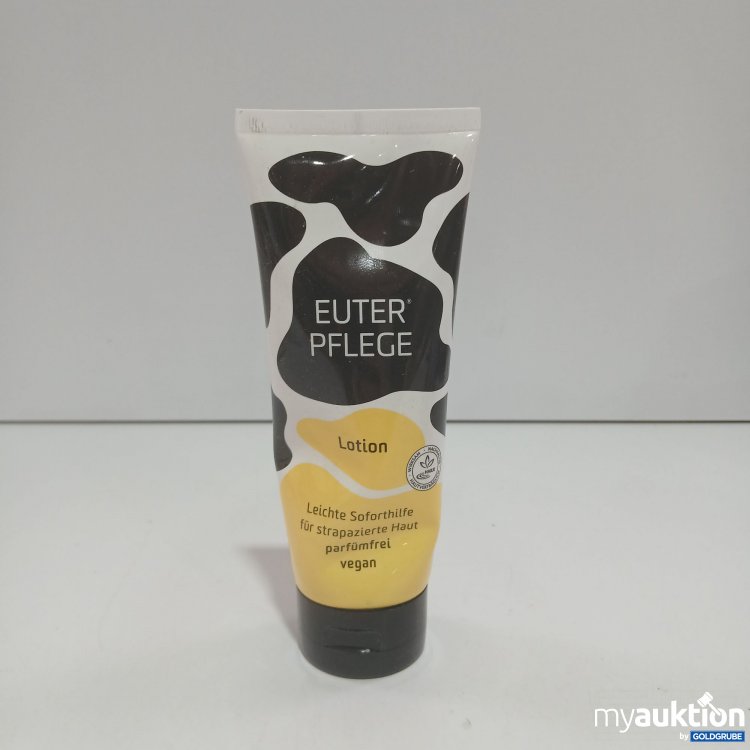 EUTER®
PFLEGE
Lotion
Leichte Soforthilfe
für strapazierte Haut
parfümfrei
vegan
myauktion
by GOLDGRUBE